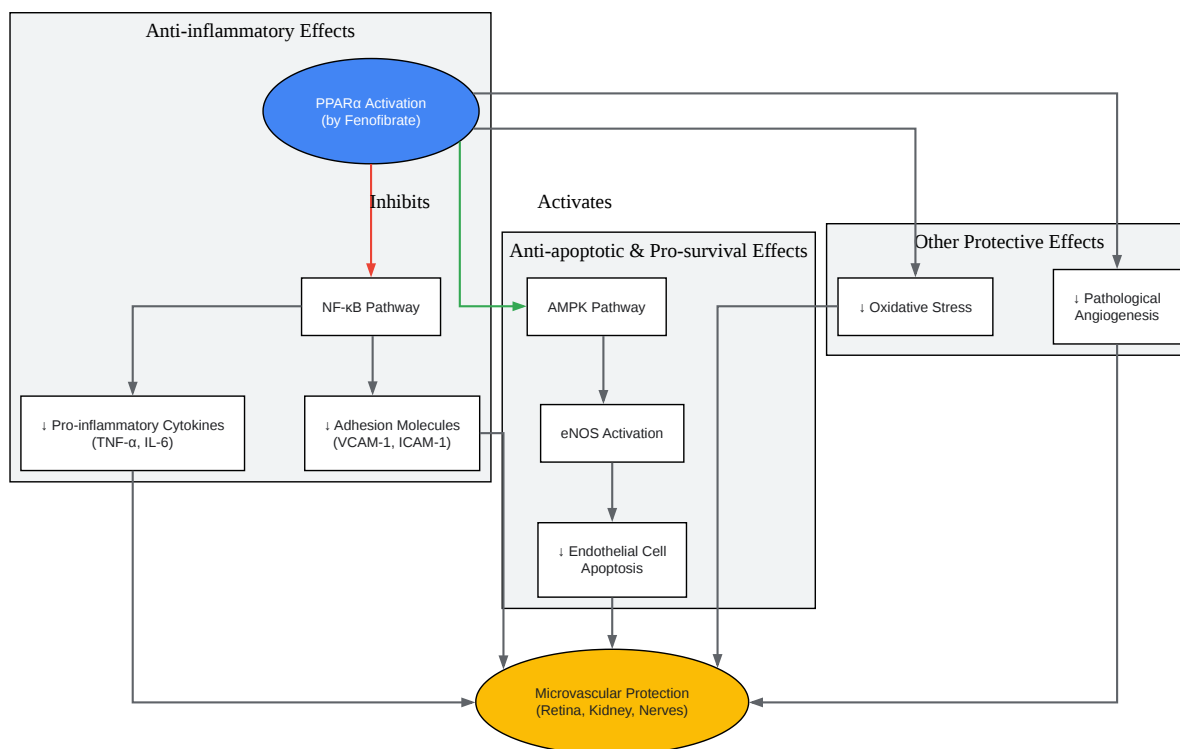 Anti-inflammatory Effects
PPARα Activation
(by Fenofibrate)
Inhibits
Activates
Anti-apoptotic & Pro-survival Effects
Other Protective Effects
NF-κB Pathway
AMPK Pathway
↓ Oxidative Stress
↓ Pathological
Angiogenesis
↓ Pro-inflammatory Cytokines
(TNF-α, IL-6)
↓ Adhesion Molecules
(VCAM-1, ICAM-1)
eNOS Activation
↓ Endothelial Cell
Apoptosis
Microvascular Protection
(Retina, Kidney, Nerves)